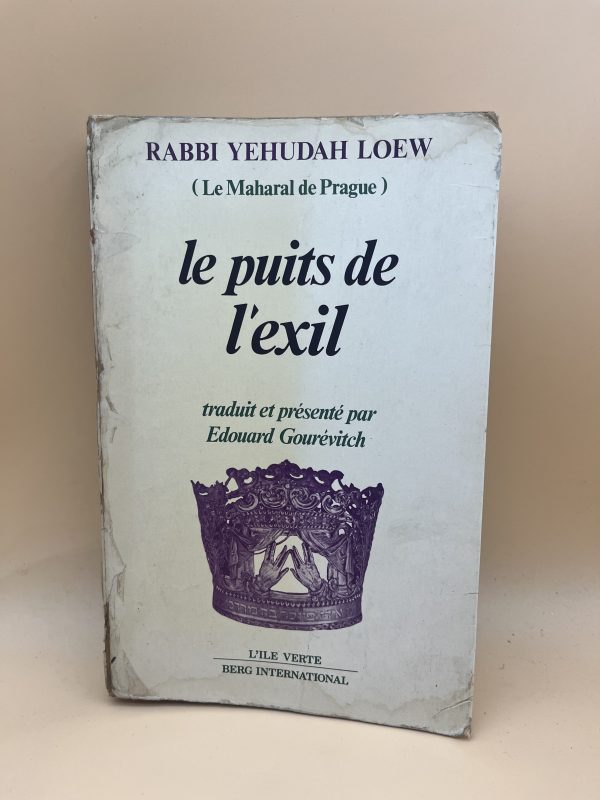 RABBI YEHUDAH LOEW
( Le Maharal de Prague )
le puits de
l'exil
traduit et présenté par
Edouard Gourévitch
L'ILE VERTE
BERG INTERNATIONAL